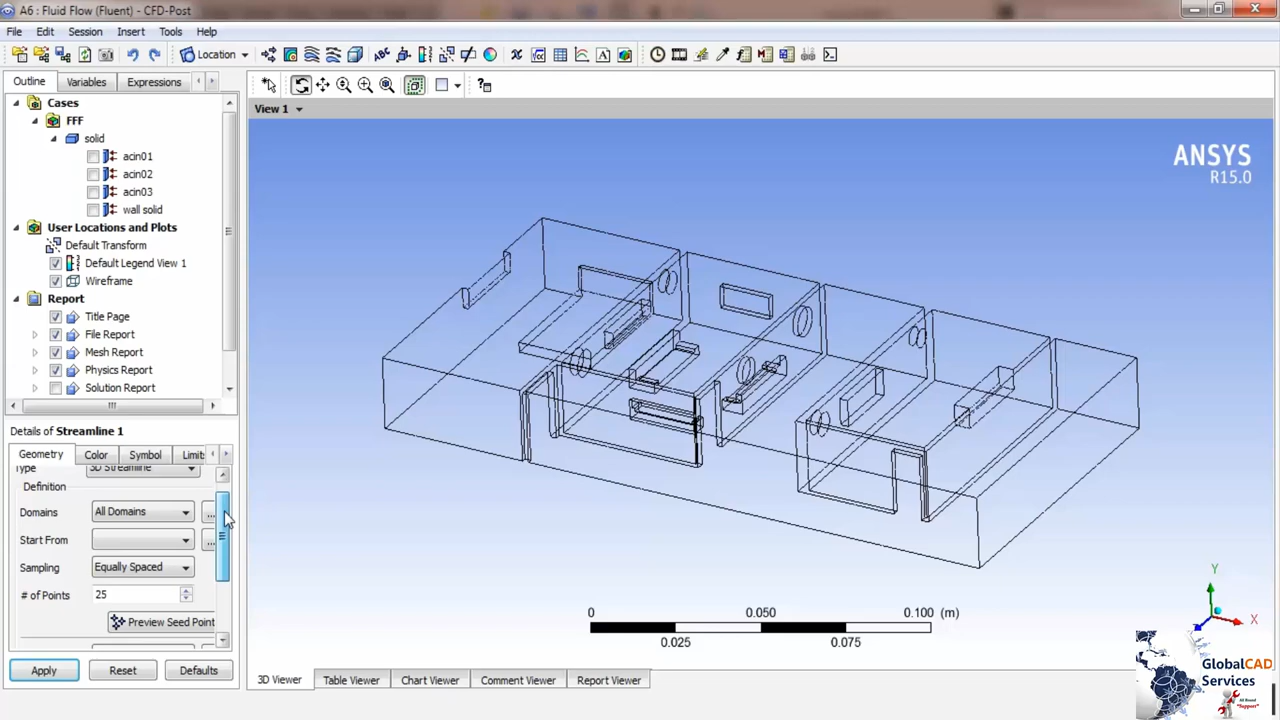 A6 : Fluid Flow (Fluent) - CFD-Post
File Edit Session Insert Tools Help
Location
Outline Variables Expressions
View 1
Cases
FFF
solid
acin01
acin02
acin03
wall solid
User Locations and Plots
Default Transform
Default Legend View 1
Wireframe
Report
Title Page
File Report
Mesh Report
Physics Report
Solution Report
Details of Streamline 1
Geometry Color Symbol Limits
Type 3D Streamline
Definition
Domains All Domains ...
Start From ...
Sampling Equally Spaced
# of Points 25
Preview Seed Point
Apply Reset Defaults
ANSYS
R15.0
0 0.050 0.100 (m)
0.025 0.075
Y
X
3D Viewer Table Viewer Chart Viewer Comment Viewer Report Viewer
GlobalCAD
Services
"Support"